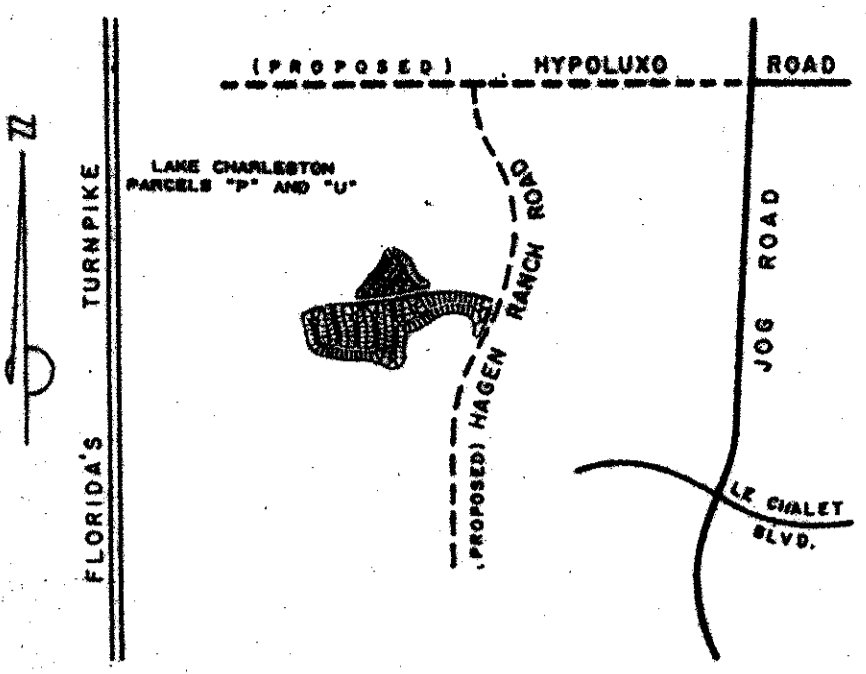 (PROPOSED) HYPOLUXO ROAD
N
LAKE CHARLESTON
PARCELS "P" AND "U"
FLORIDA'S TURNPIKE
(PROPOSED) HAGEN RANCH ROAD
JOG ROAD
LE CHALET
BLVD.